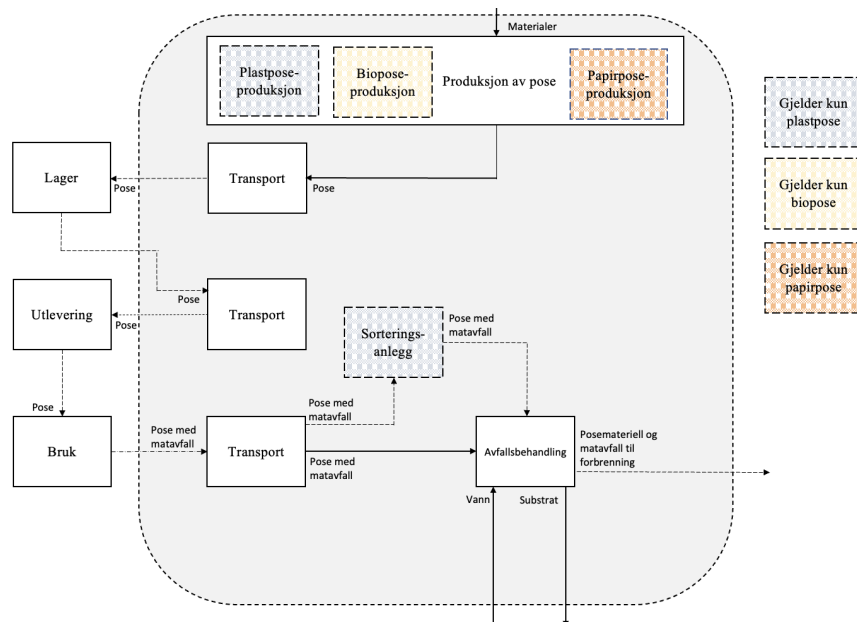 Materialer
Plastpose-
produksjon
Biopose-
produksjon
Produksjon av pose
Papirpose-
produksjon
Gjelder kun
plastpose
Gjelder kun
biopose
Gjelder kun
papirpose
Lager
Pose
Transport
Pose
Utlevering
Pose
Pose
Transport
Sorterings-
anlegg
Pose med
matavfall
Pose
Bruk
Pose med
matavfall
Transport
Pose med
matavfall
Pose med
matavfall
Avfallsbehandling
Posemateriell og
matavfall til
forbrenning
Vann
Substrat